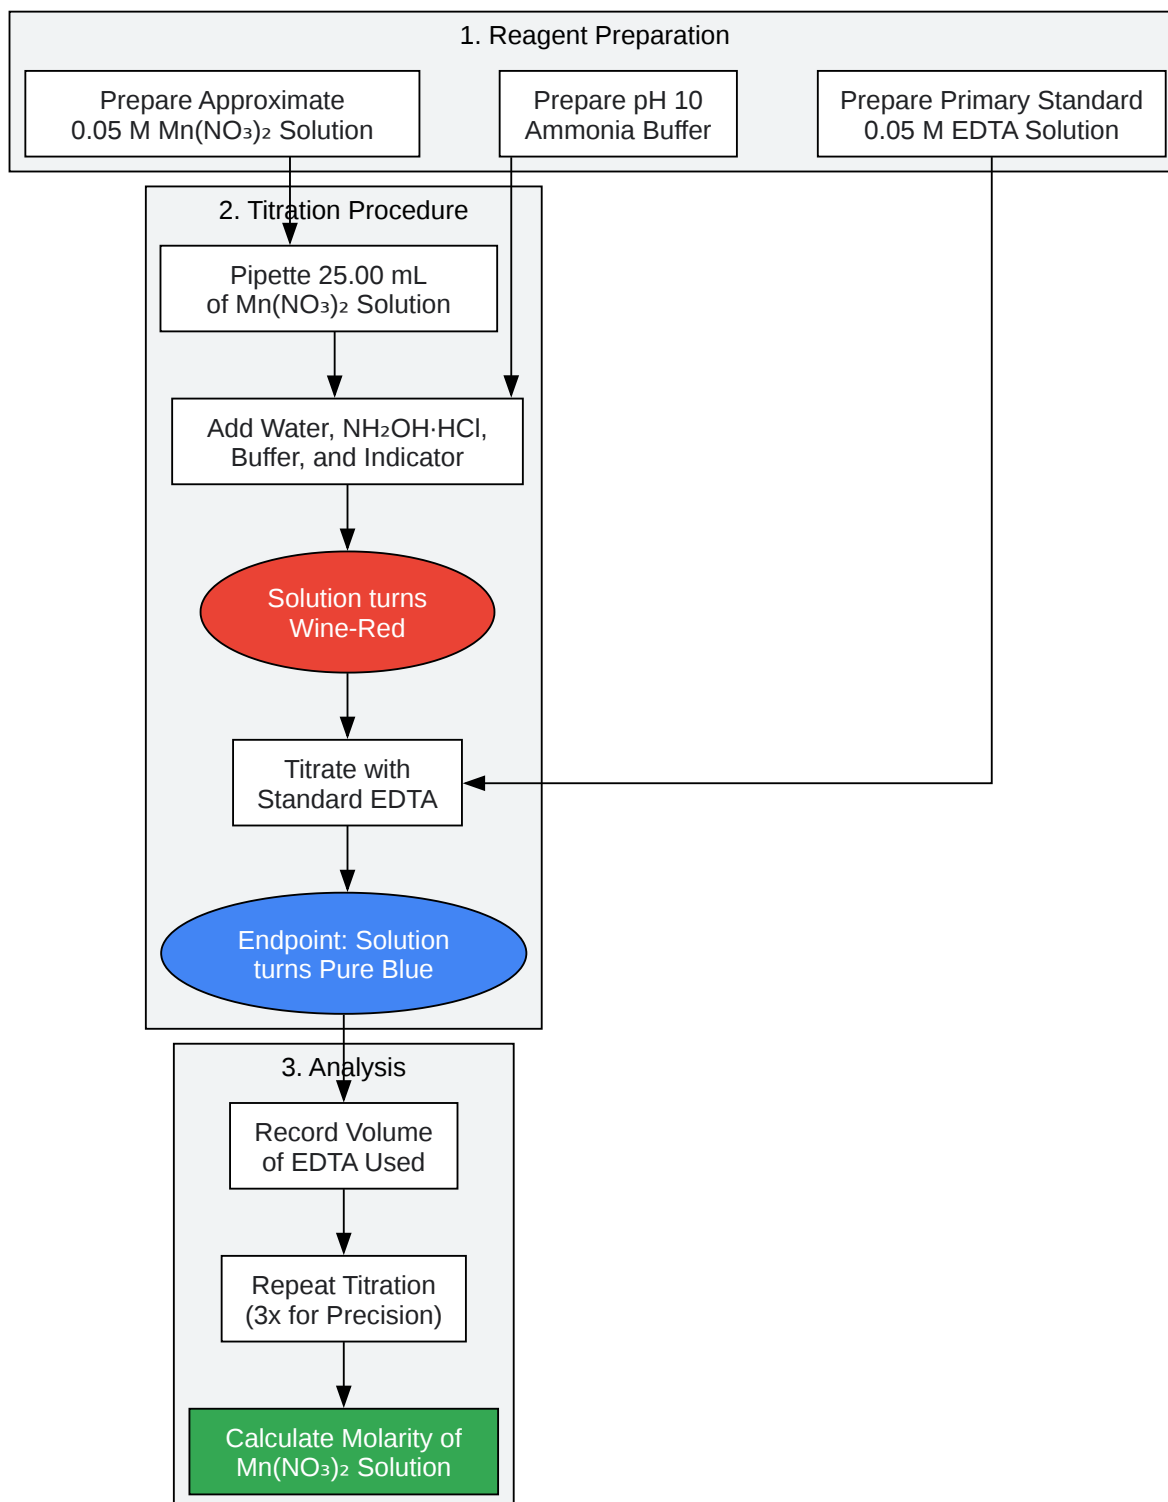 1. Reagent Preparation
Prepare Approximate
0.05 M Mn(NO₃)₂ Solution
Prepare pH 10
Ammonia Buffer
Prepare Primary Standard
0.05 M EDTA Solution
2. Titration Procedure
Pipette 25.00 mL
of Mn(NO₃)₂ Solution
Add Water, NH₂OH·HCl,
Buffer, and Indicator
Solution turns
Wine-Red
Titrate with
Standard EDTA
Endpoint: Solution
turns Pure Blue
3. Analysis
Record Volume
of EDTA Used
Repeat Titration
(3x for Precision)
Calculate Molarity of
Mn(NO₃)₂ Solution